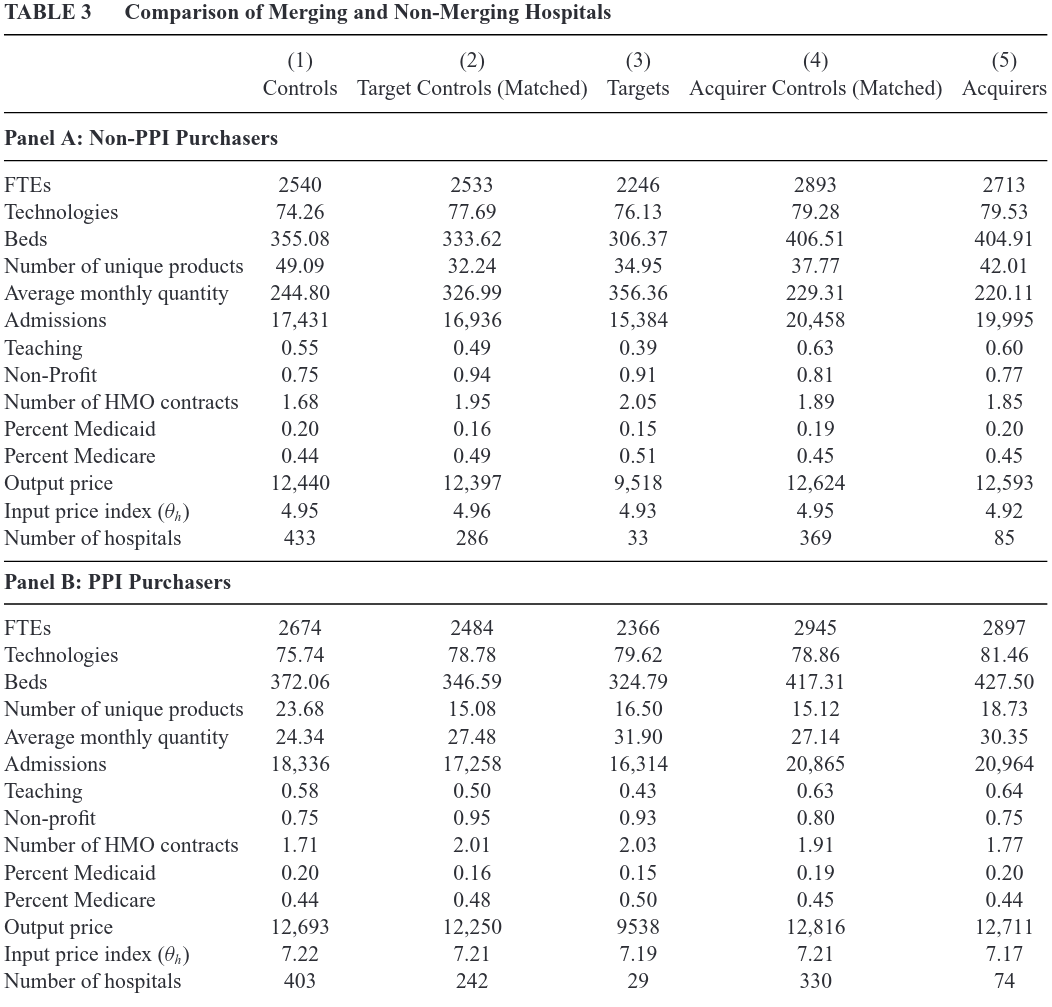 TABLE 3 Comparison of Merging and Non-Merging Hospitals
(1) (2) (3) (4) (5)
Controls Target Controls (Matched) Targets Acquirer Controls (Matched) Acquirers
Panel A: Non-PPI Purchasers
FTEs 2540 2533 2246 2893 2713
Technologies 74.26 77.69 76.13 79.28 79.53
Beds 355.08 333.62 306.37 406.51 404.91
Number of unique products 49.09 32.24 34.95 37.77 42.01
Average monthly quantity 244.80 326.99 356.36 229.31 220.11
Admissions 17,431 16,936 15,384 20,458 19,995
Teaching 0.55 0.49 0.39 0.63 0.60
Non-Profit 0.75 0.94 0.91 0.81 0.77
Number of HMO contracts 1.68 1.95 2.05 1.89 1.85
Percent Medicaid 0.20 0.16 0.15 0.19 0.20
Percent Medicare 0.44 0.49 0.51 0.45 0.45
Output price 12,440 12,397 9,518 12,624 12,593
Input price index (θh) 4.95 4.96 4.93 4.95 4.92
Number of hospitals 433 286 33 369 85
Panel B: PPI Purchasers
FTEs 2674 2484 2366 2945 2897
Technologies 75.74 78.78 79.62 78.86 81.46
Beds 372.06 346.59 324.79 417.31 427.50
Number of unique products 23.68 15.08 16.50 15.12 18.73
Average monthly quantity 24.34 27.48 31.90 27.14 30.35
Admissions 18,336 17,258 16,314 20,865 20,964
Teaching 0.58 0.50 0.43 0.63 0.64
Non-profit 0.75 0.95 0.93 0.80 0.75
Number of HMO contracts 1.71 2.01 2.03 1.91 1.77
Percent Medicaid 0.20 0.16 0.15 0.19 0.20
Percent Medicare 0.44 0.48 0.50 0.45 0.44
Output price 12,693 12,250 9538 12,816 12,711
Input price index (θh) 7.22 7.21 7.19 7.21 7.17
Number of hospitals 403 242 29 330 74